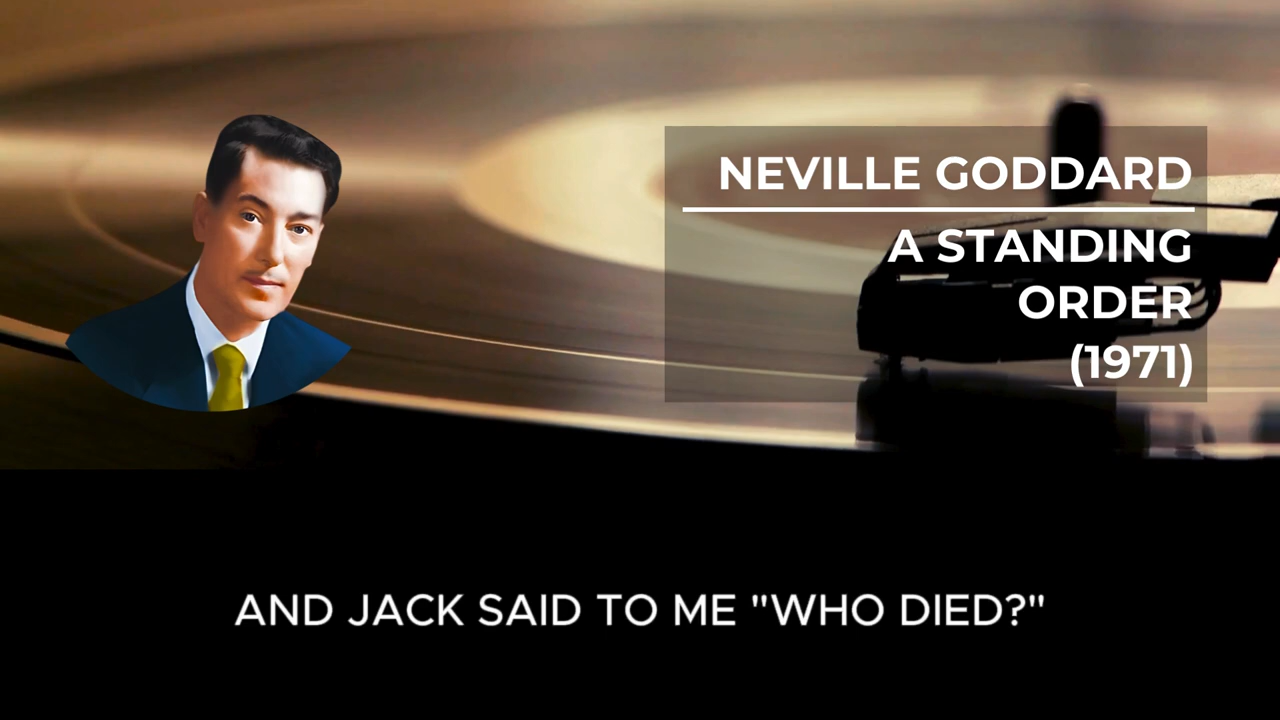 NEVILLE GODDARD
A STANDING
ORDER
(1971)
AND JACK SAID TO ME "WHO DIED?"